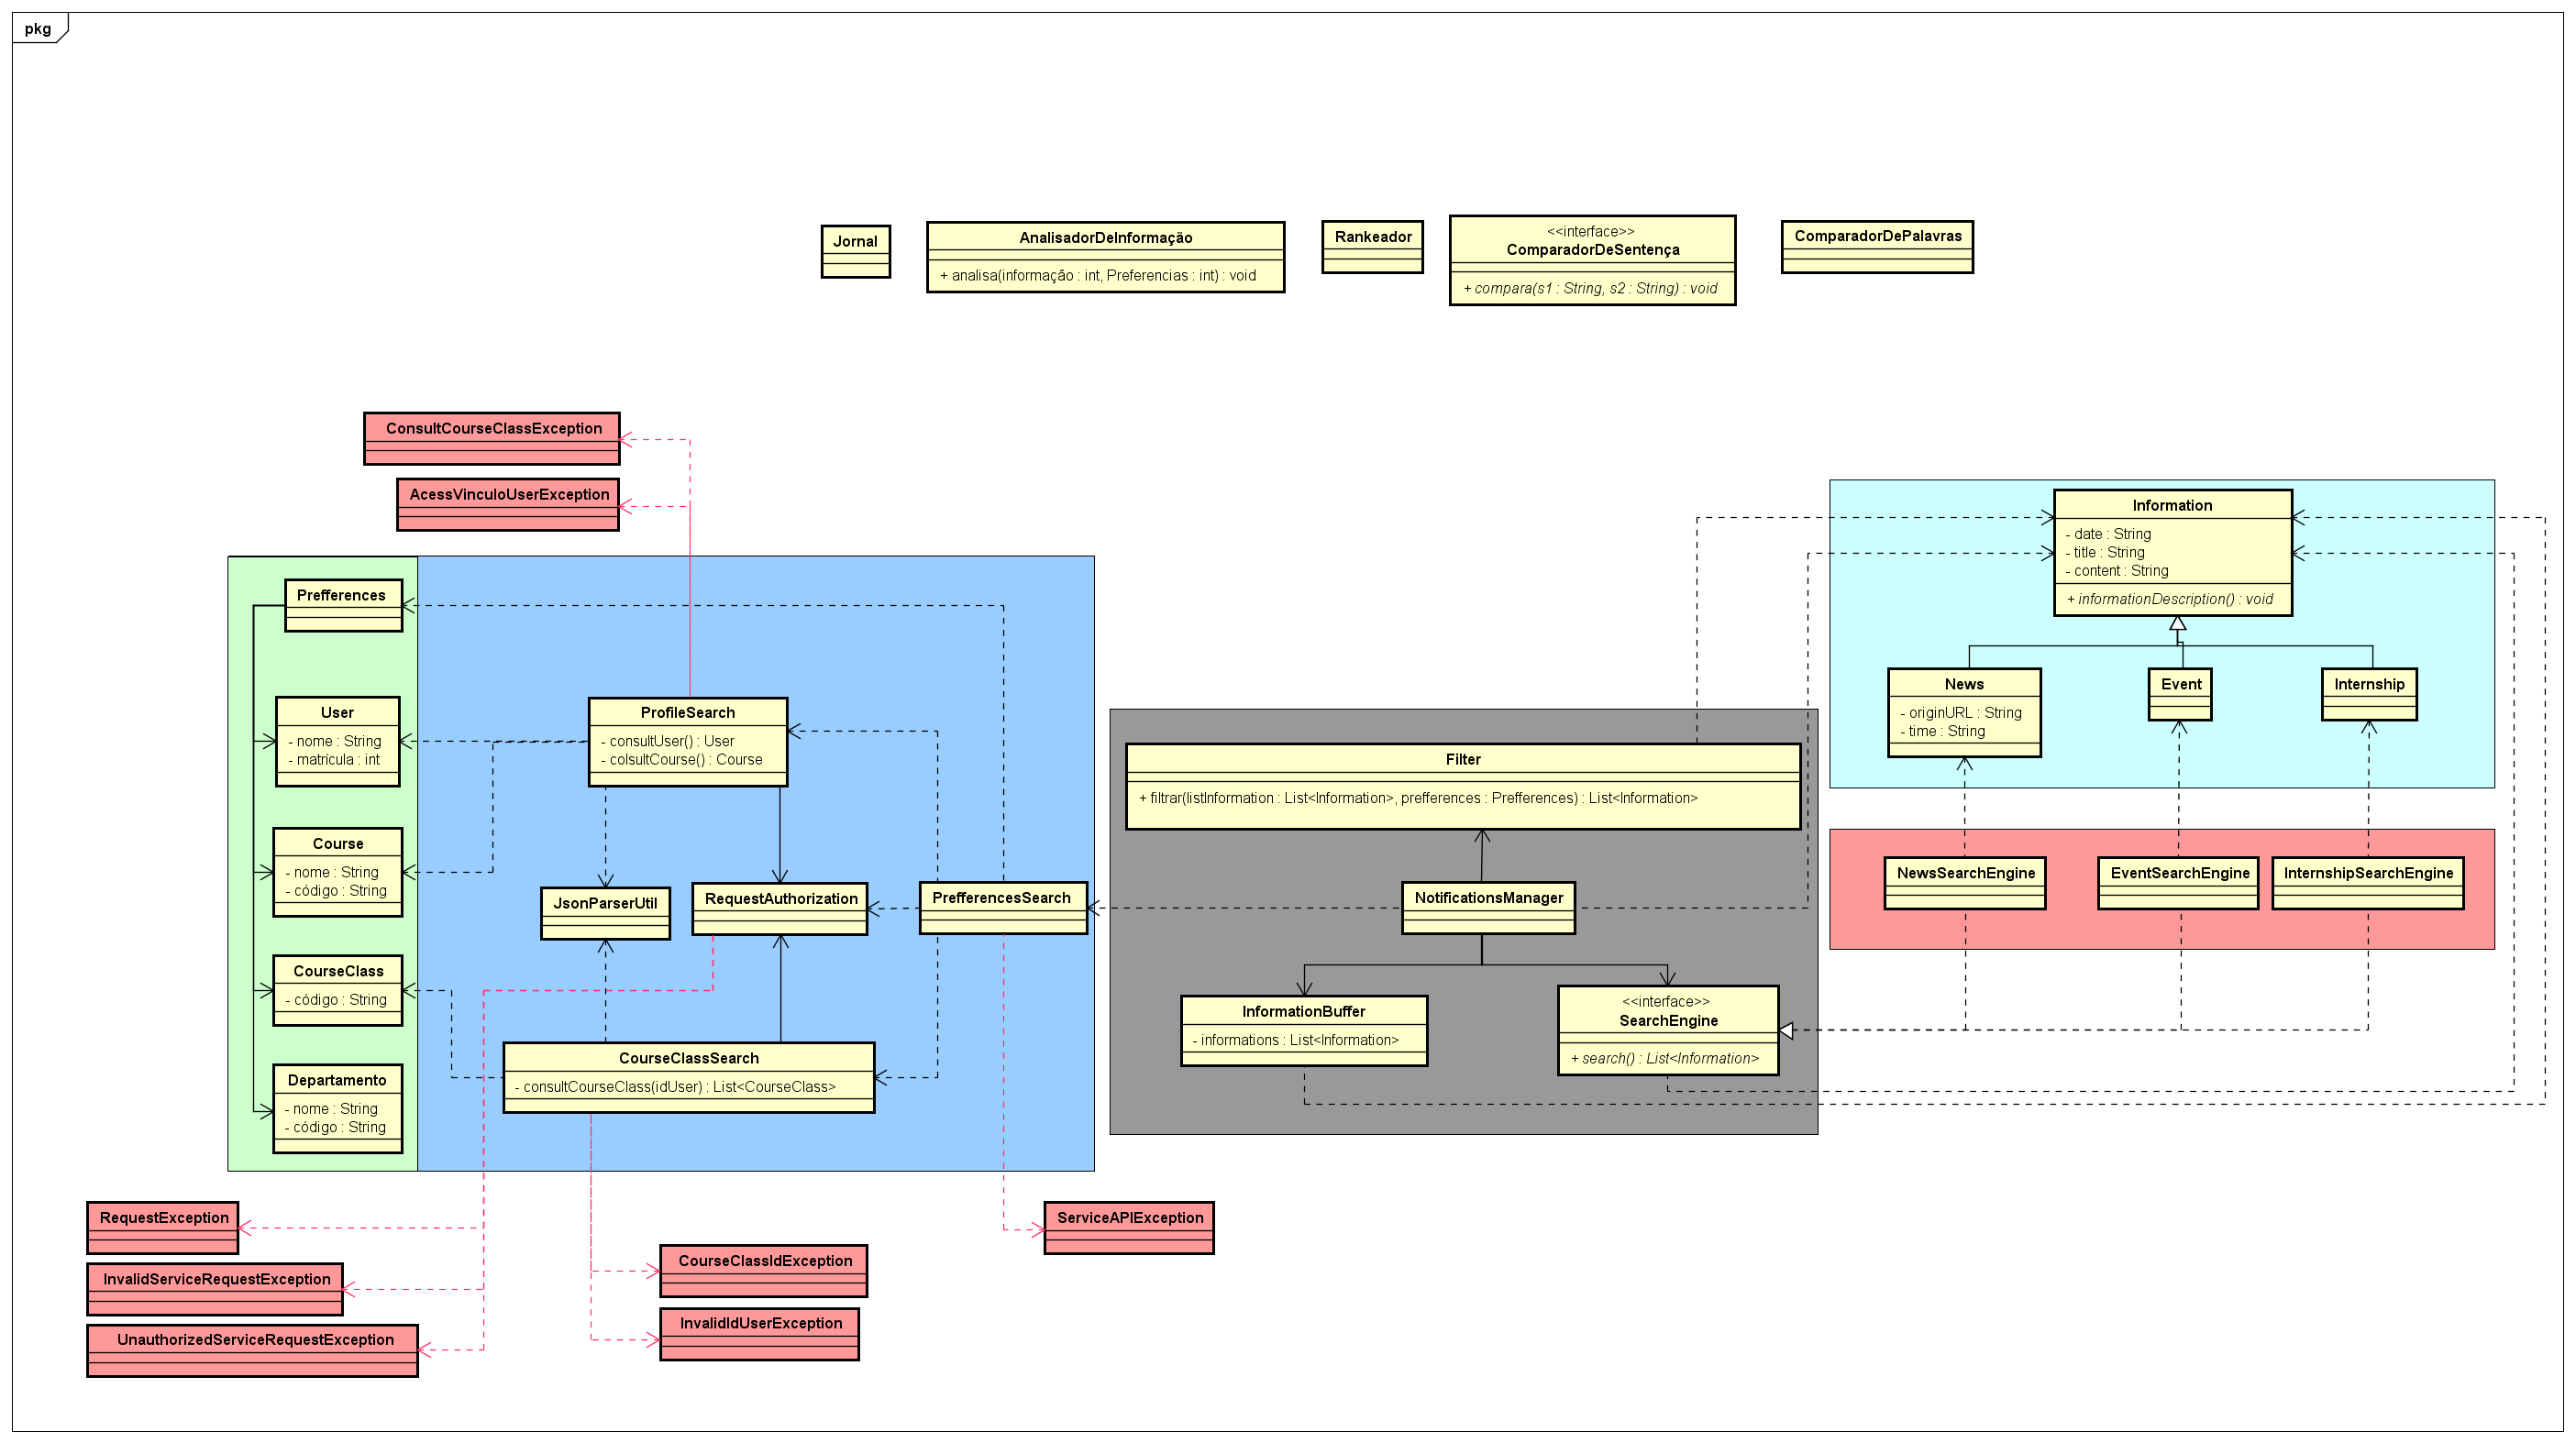 pkg
Jornal
AnalisadorDeInformação
+ analisa(informação : int, Preferencias : int) : void
Rankeador
<<interface>>
ComparadorDeSentença
+ compara(s1 : String, s2 : String) : void
ComparadorDePalavras
ConsultCourseClassException
AcessVinculoUserException
Prefferences
User
- nome : String
- matrícula : int
Course
- nome : String
- código : String
CourseClass
- código : String
Departamento
- nome : String
- código : String
ProfileSearch
- consultUser() : User
- colsultCourse() : Course
JsonParserUtil
RequestAuthorization
PrefferencesSearch
CourseClassSearch
- consultCourseClass(idUser) : List<CourseClass>
Filter
+ filtrar(listInformation : List<Information>, prefferences : Prefferences) : List<Information>
NotificationsManager
InformationBuffer
- informations : List<Information>
<<interface>>
SearchEngine
+ search() : List<Information>
Information
- date : String
- title : String
- content : String
+ informationDescription() : void
News
- originURL : String
- time : String
Event
Internship
NewsSearchEngine
EventSearchEngine
InternshipSearchEngine
RequestException
InvalidServiceRequestException
UnauthorizedServiceRequestException
CourseClassIdException
InvalidIdUserException
ServiceAPIException